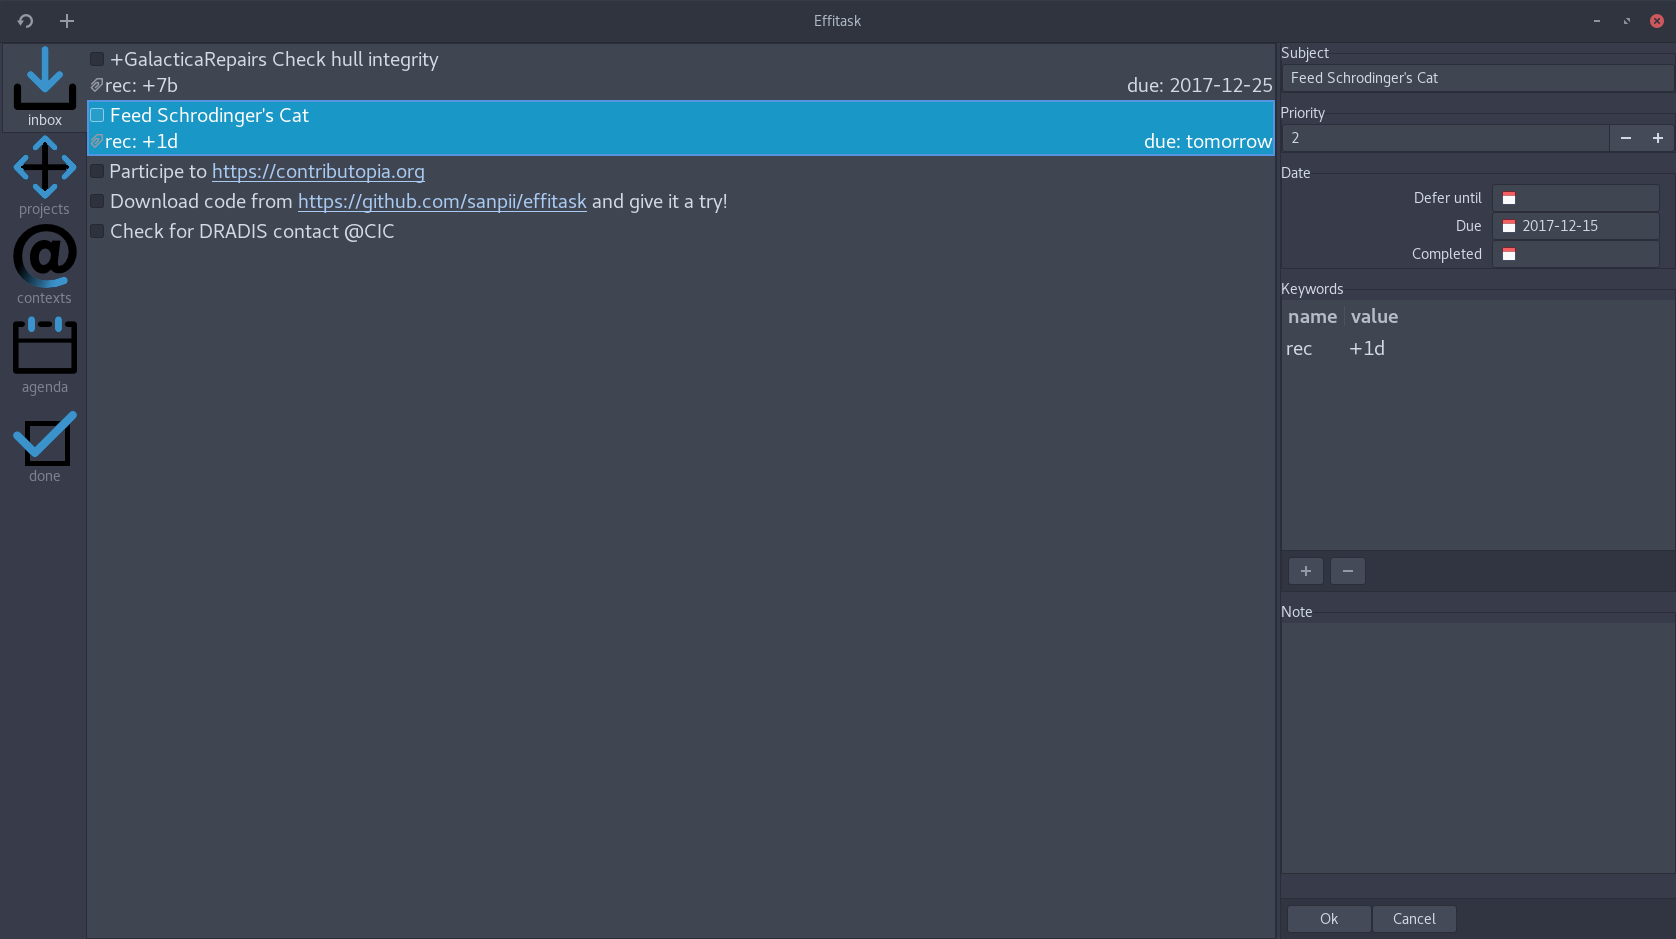 Effitask
inbox
projects
contexts
agenda
done
+GalacticaRepairs Check hull integrity
rec: +7b due: 2017-12-25
Feed Schrodinger's Cat
rec: +1d due: tomorrow
Participe to https://contributopia.org
Download code from https://github.com/sanpii/effitask and give it a try!
Check for DRADIS contact @CIC
Subject
Feed Schrodinger's Cat
Priority
2
Date
Defer until
Due 2017-12-15
Completed
Keywords
name value
rec +1d
Note
Ok Cancel